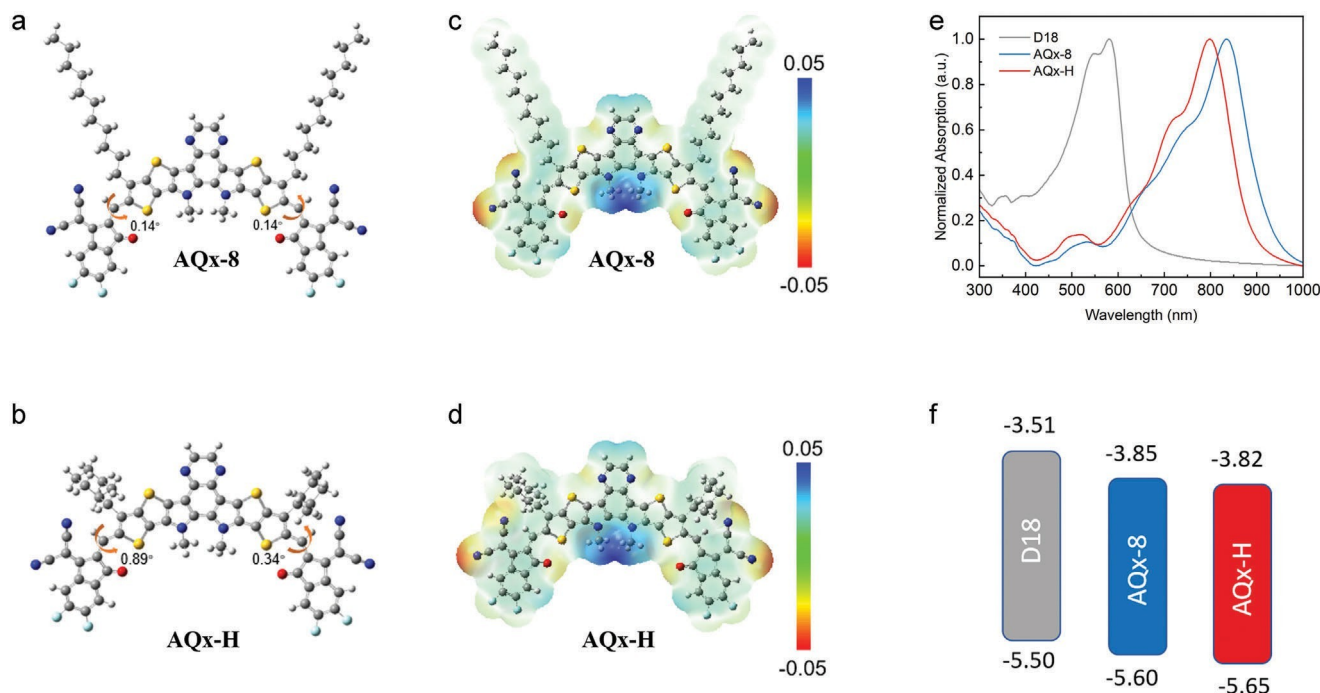 a
0.14°
0.14°
AQx-8
c
AQx-8
0.05
-0.05
e
D18
AQx-8
AQx-H
Normalized Absorption (a.u.)
1.0
0.8
0.6
0.4
0.2
0.0
300 400 500 600 700 800 900 1000
Wavelength (nm)
b
0.89°
0.34°
AQx-H
d
AQx-H
0.05
-0.05
f
-3.51
-3.85
-3.82
D18
AQx-8
AQx-H
-5.50
-5.60
-5.65